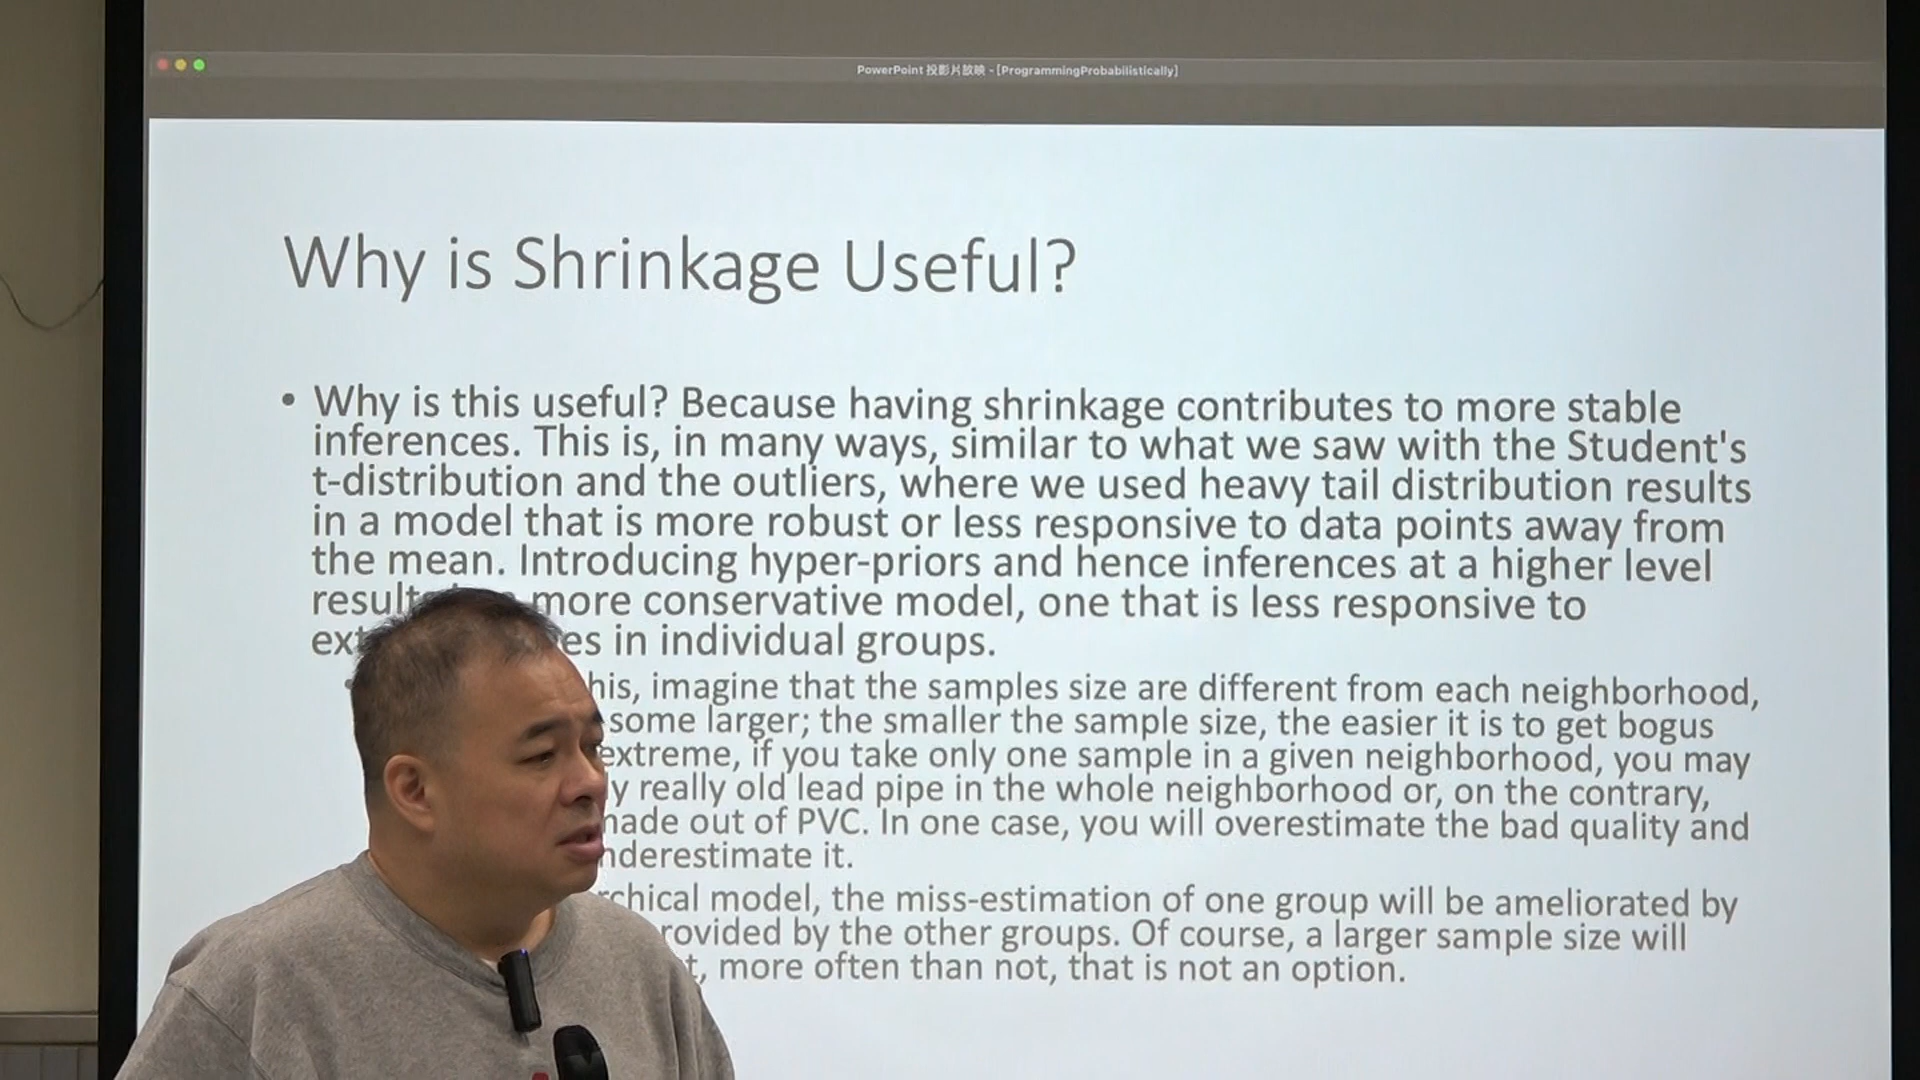 PowerPoint 投影片放映 - [ProgrammingProbabilistically]
Why is Shrinkage Useful?
• Why is this useful? Because having shrinkage contributes to more stable
inferences. This is, in many ways, similar to what we saw with the Student's
t-distribution and the outliers, where we used heavy tail distribution results
in a model that is more robust or less responsive to data points away from
the mean. Introducing hyper-priors and hence inferences at a higher level
more conservative model, one that is less responsive to
in individual groups.
imagine that the samples size are different from each neighborhood,
some larger; the smaller the sample size, the easier it is to get bogus
extreme, if you take only one sample in a given neighborhood, you may
really old lead pipe in the whole neighborhood or, on the contrary,
made out of PVC. In one case, you will overestimate the bad quality and
underestimate it.
model, the miss-estimation of one group will be ameliorated by
provided by the other groups. Of course, a larger sample size will
more often than not, that is not an option.